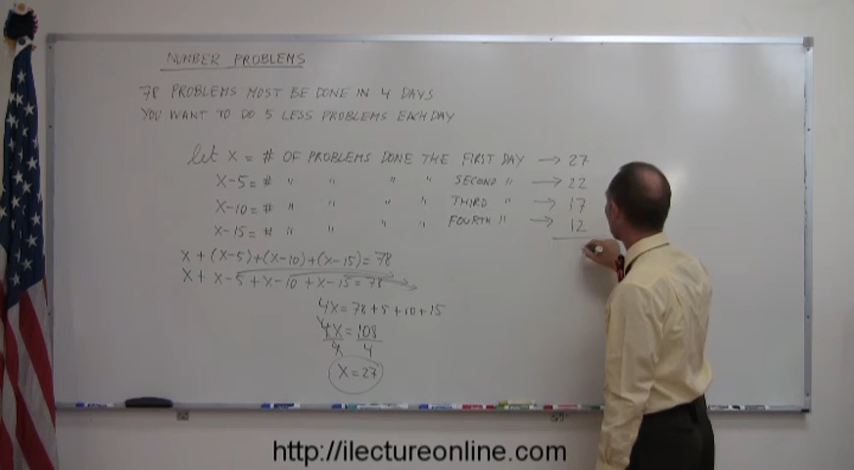 NUMBER PROBLEMS
78 PROBLEMS MOST BE DONE IN 4 DAYS
YOU WANT TO DO 5 LESS PROBLEMS EACH DAY
let X = # OF PROBLEMS DONE THE FIRST DAY → 27
X-5 = # " " " " SECOND " → 22
X-10 = # " " " " THIRD " → 17
X-15 = # " " " " FOURTH " → 12
X + (X-5)+(X-10)+(X-15) = 78
X + X-5 + X-10 + X-15 = 78
4X = 78 + 5 + 10 + 15
4X = 108
4 4
X = 27
http://ilectureonline.com